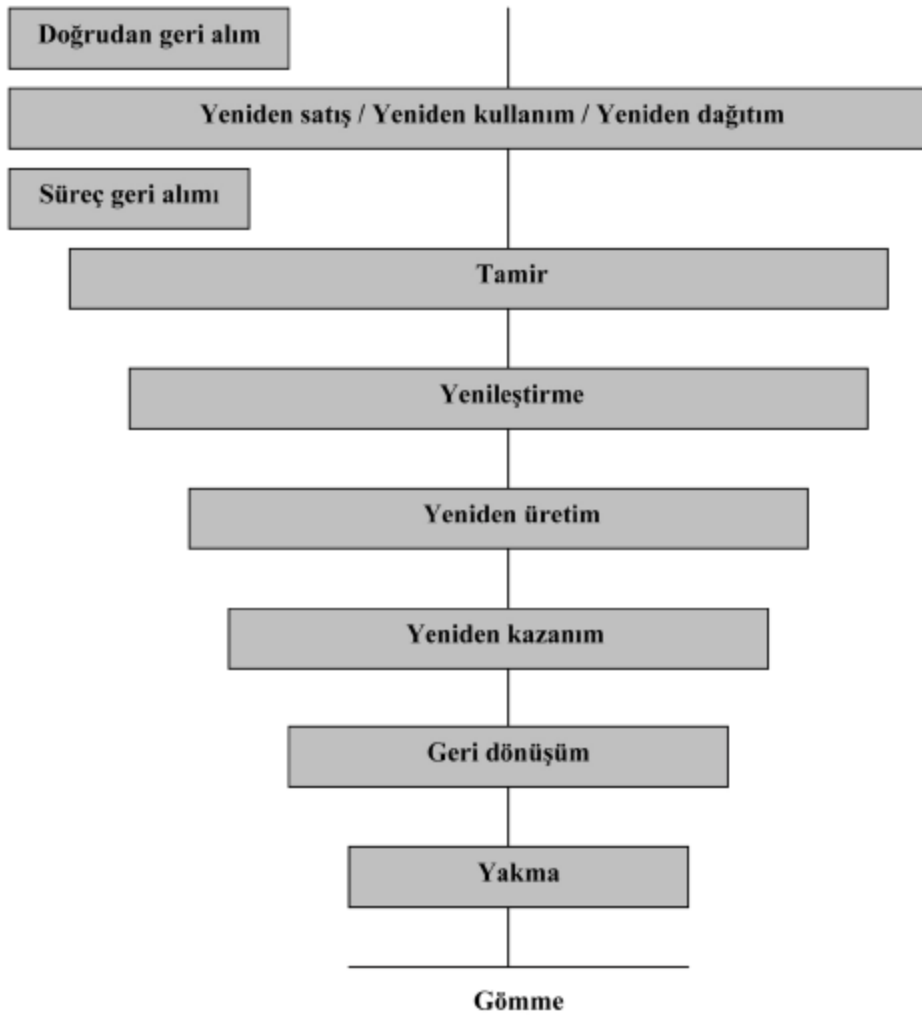 Doğrudan geri alım
Yeniden satış / Yeniden kullanım / Yeniden dağıtım
Süreç geri alımı
Tamir
Yenileştirme
Yeniden üretim
Yeniden kazanım
Geri dönüşüm
Yakma
Gömme